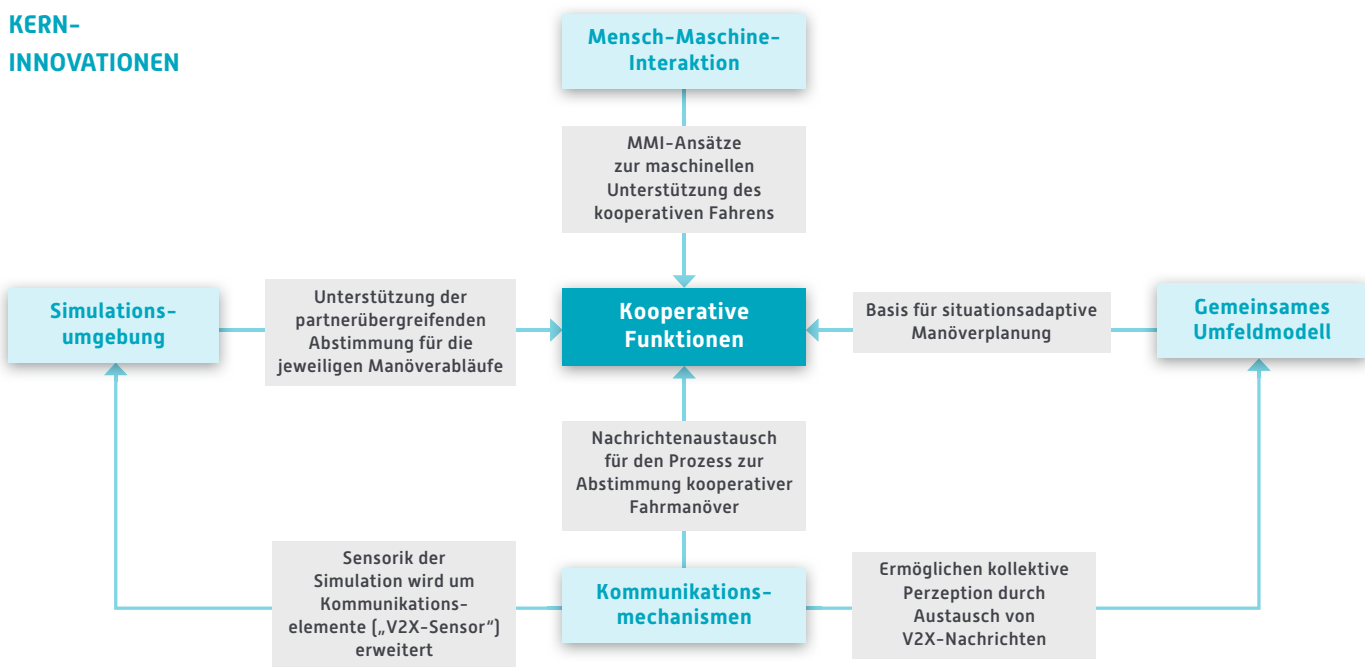 KERN-
INNOVATIONEN
Mensch-Maschine-
Interaktion
MMI-Ansätze
zur maschinellen
Unterstützung des
kooperativen Fahrens
Simulations-
umgebung
Unterstützung der
partnerübergreifenden
Abstimmung für die
jeweiligen Manöverabläufe
Kooperative
Funktionen
Basis für situationsadaptive
Manöverplanung
Gemeinsames
Umfeldmodell
Nachrichtenaustausch
für den Prozess zur
Abstimmung kooperativer
Fahrmanöver
Sensorik der
Simulation wird um
Kommunikations-
elemente („V2X-Sensor“)
erweitert
Kommunikations-
mechanismen
Ermöglichen kollektive
Perzeption durch
Austausch von
V2X-Nachrichten